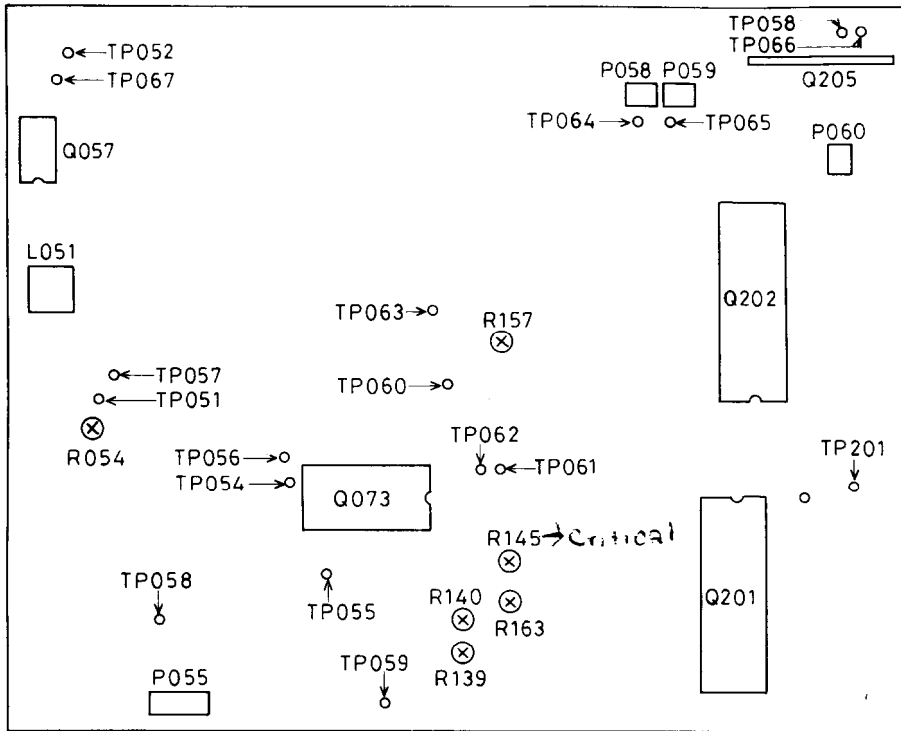 TP058
TP052
TP066
TP067
P058 P059
Q205
TP064
TP065
P060
Q057
L051
Q202
TP063
R157
TP057
TP060
TP051
TP062
TP201
R054
TP056
TP061
TP054
Q073
R145 → Critical
TP058
R140
Q201
TP055
R163
TP059
P055
R139